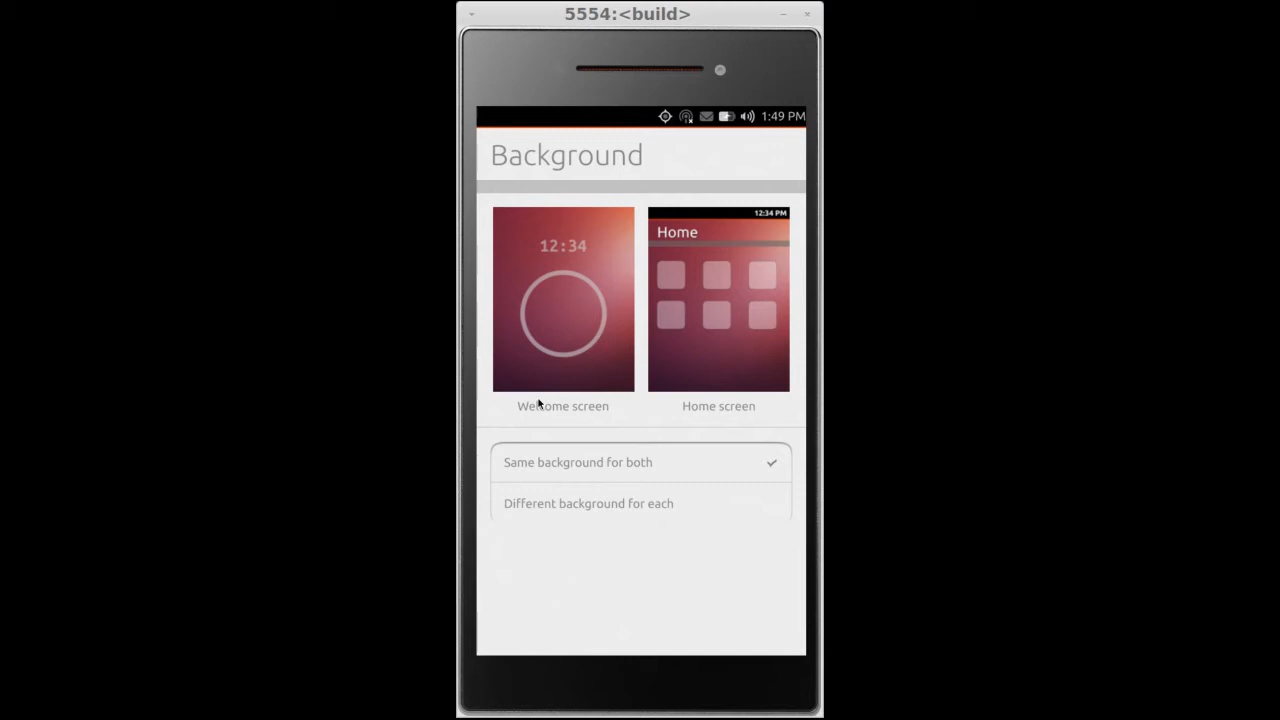 5554:<build>
1:49 PM
Background
12:34
12:34 PM
Home
Welcome screen
Home screen
Same background for both
Different background for each